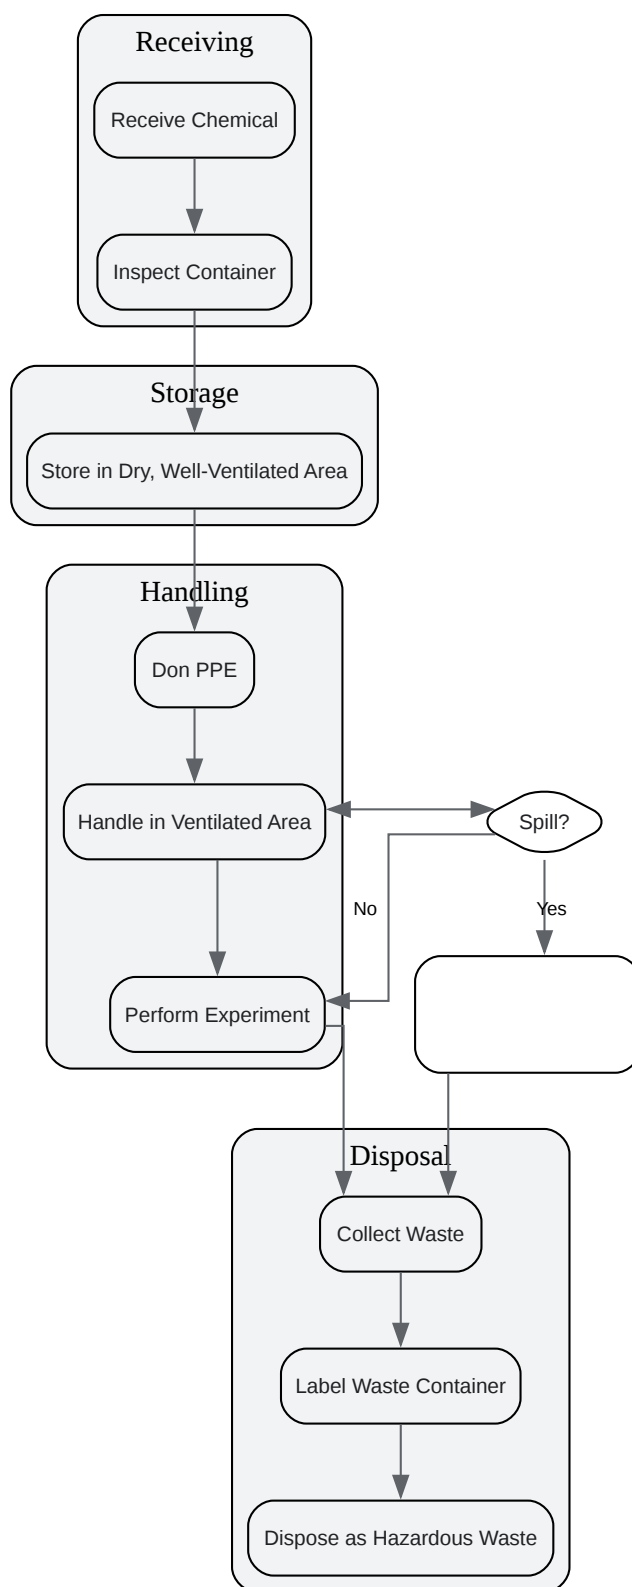 Receiving
Receive Chemical
Inspect Container
Storage
Store in Dry, Well-Ventilated Area
Handling
Don PPE
Handle in Ventilated Area
Spill?
No
Yes
Perform Experiment
Disposal
Collect Waste
Label Waste Container
Dispose as Hazardous Waste